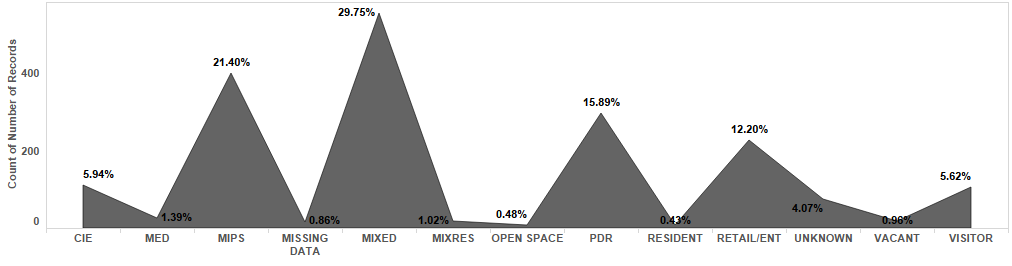 29.75%
21.40%
400
15.89%
12.20%
200
5.94%
5.62%
4.07%
1.39%
0.86%
1.02%
0.48%
0.43%
0.96%
0
Count of Number of Records
CIE
MED
MIPS
MISSING
DATA
MIXED
MIXRES
OPEN SPACE
PDR
RESIDENT
RETAIL/ENT
UNKNOWN
VACANT
VISITOR